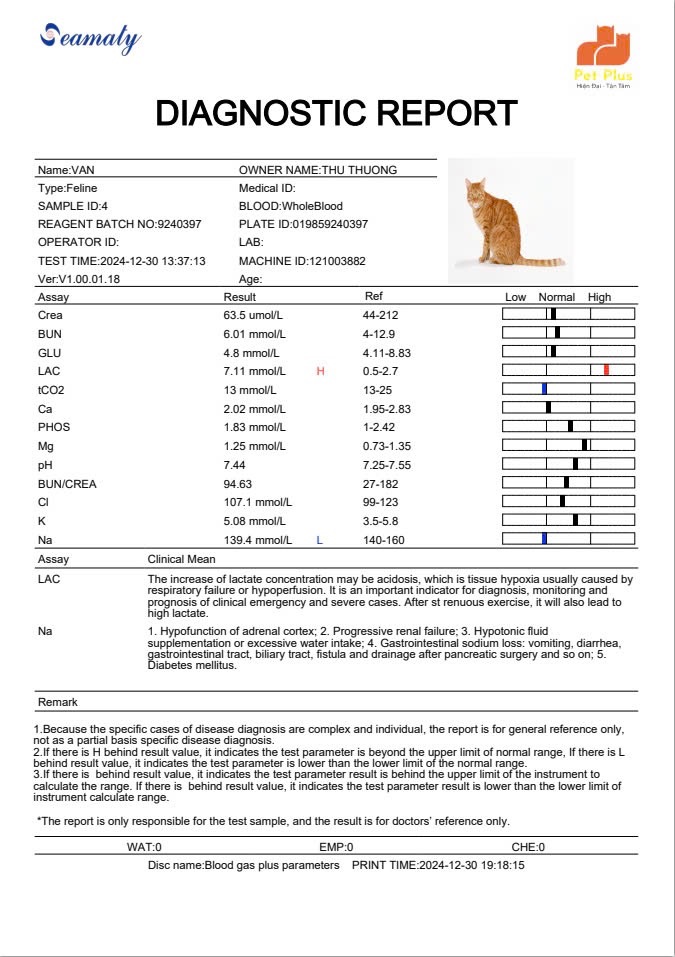 Seamaty
Pet Plus
Hiện Đại - Tận Tâm
DIAGNOSTIC REPORT
Name:VAN OWNER NAME:THU THUONG
Type:Feline Medical ID:
SAMPLE ID:4 BLOOD:WholeBlood
REAGENT BATCH NO:9240397 PLATE ID:019859240397
OPERATOR ID: LAB:
TEST TIME:2024-12-30 13:37:13 MACHINE ID:121003882
Ver:V1.00.01.18 Age:
Assay Result Ref Low Normal High
Crea 63.5 umol/L 44-212
BUN 6.01 mmol/L 4-12.9
GLU 4.8 mmol/L 4.11-8.83
LAC 7.11 mmol/L H 0.5-2.7
tCO2 13 mmol/L 13-25
Ca 2.02 mmol/L 1.95-2.83
PHOS 1.83 mmol/L 1-2.42
Mg 1.25 mmol/L 0.73-1.35
pH 7.44 7.25-7.55
BUN/CREA 94.63 27-182
Cl 107.1 mmol/L 99-123
K 5.08 mmol/L 3.5-5.8
Na 139.4 mmol/L L 140-160
Assay Clinical Mean
LAC The increase of lactate concentration may be acidosis, which is tissue hypoxia usually caused by
respiratory failure or hypoperfusion. It is an important indicator for diagnosis, monitoring and
prognosis of clinical emergency and severe cases. After st renuous exercise, it will also lead to
high lactate.
Na 1. Hypofunction of adrenal cortex; 2. Progressive renal failure; 3. Hypotonic fluid
supplementation or excessive water intake; 4. Gastrointestinal sodium loss: vomiting, diarrhea,
gastrointestinal tract, biliary tract, fistula and drainage after pancreatic surgery and so on; 5.
Diabetes mellitus.
Remark
1.Because the specific cases of disease diagnosis are complex and individual, the report is for general reference only,
not as a partial basis specific disease diagnosis.
2.If there is H behind result value, it indicates the test parameter is beyond the upper limit of normal range, If there is L
behind result value, it indicates the test parameter is lower than the lower limit of the normal range.
3.If there is behind result value, it indicates the test parameter result is behind the upper limit of the instrument to
calculate the range. If there is behind result value, it indicates the test parameter result is lower than the lower limit of
instrument calculate range.
*The report is only responsible for the test sample, and the result is for doctors' reference only.
WAT:0 EMP:0 CHE:0
Disc name:Blood gas plus parameters PRINT TIME:2024-12-30 19:18:15